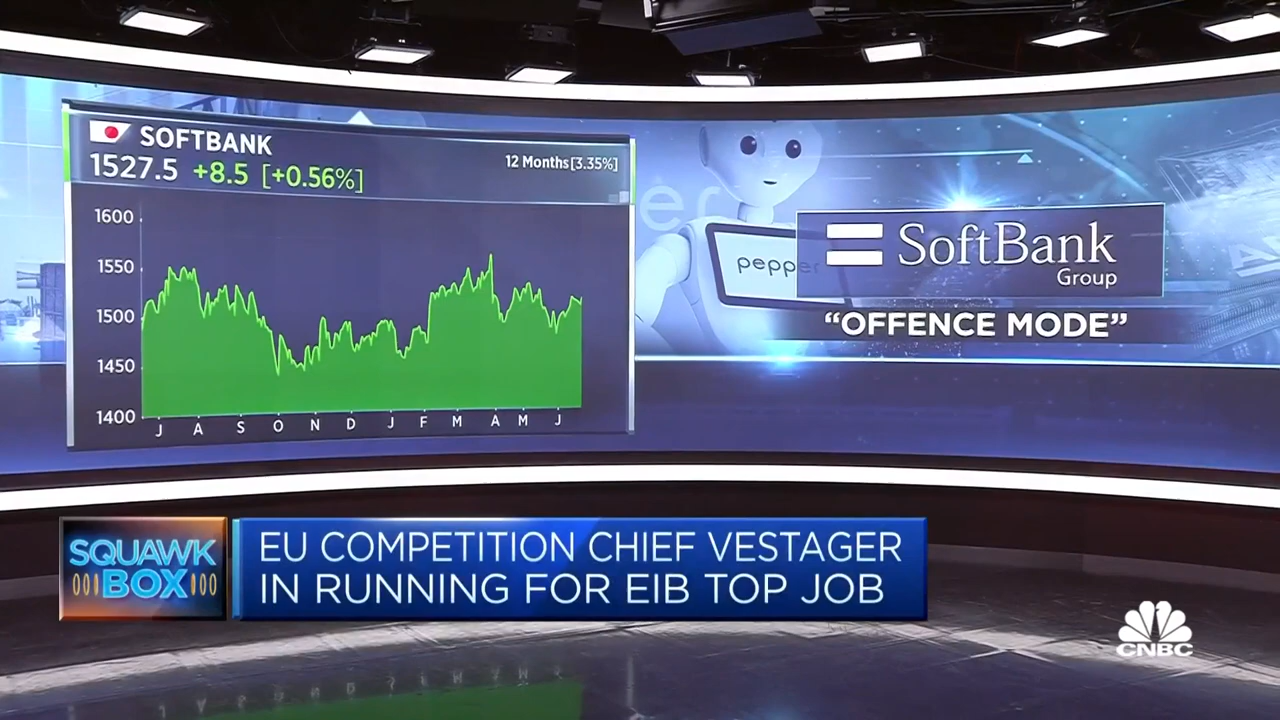 SOFTBANK
1527.5 +8.5 [+0.56%]
12 Months[3.35%]
1600
1550
1500
1450
1400
J A S O N D J F M A M J
er
pepper
SoftBank
Group
“OFFENCE MODE”
SQUAWK
BOX
EU COMPETITION CHIEF VESTAGER
IN RUNNING FOR EIB TOP JOB
CNBC